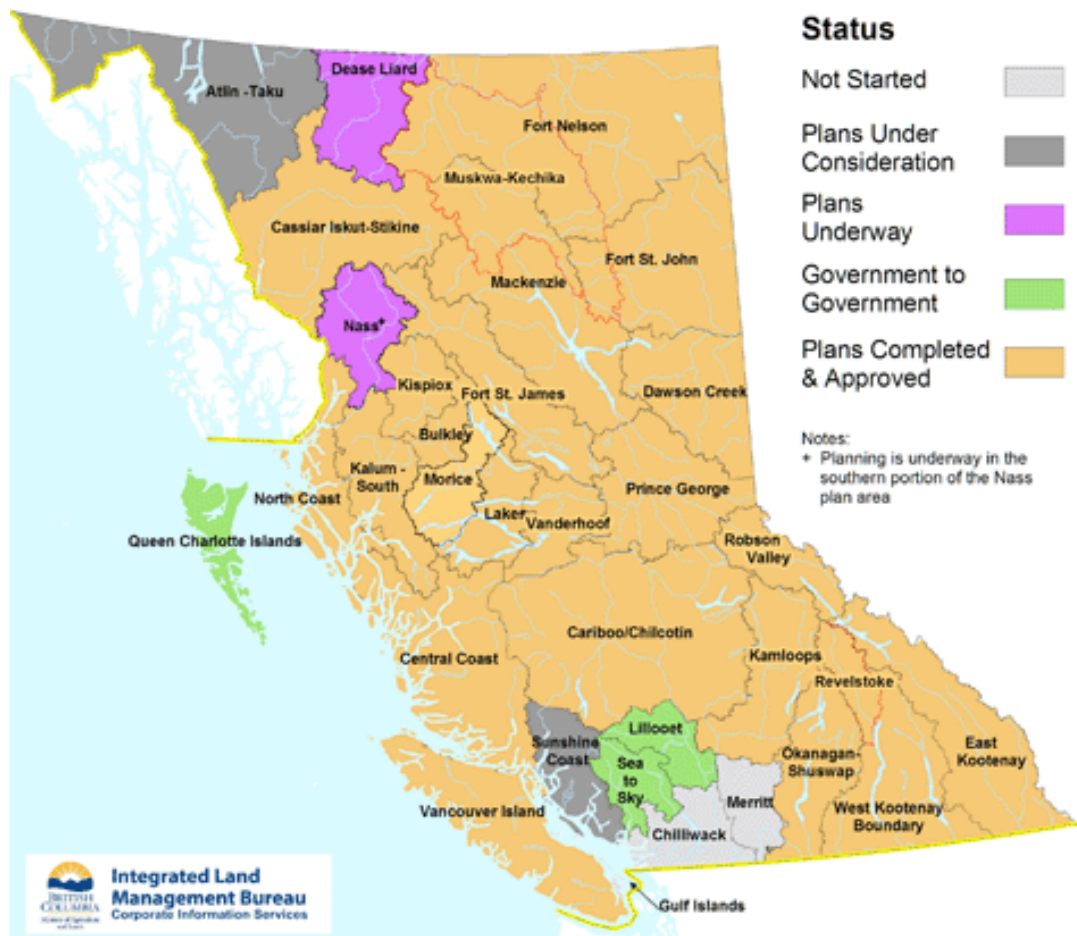 Status
Not Started
Plans Under
Consideration
Plans
Underway
Government to
Government
Plans Completed
& Approved
Notes:
+ Planning is underway in the
southern portion of the Nass
plan area
Dease Liard
Atlin -Taku
Fort Nelson
Muskwa-Kechika
Cassiar Iskut-Stikine
Fort St. John
Mackenzie
Nass+
Kispiox
Fort St. James
Dawson Creek
Bulkley
Kalum -
South
Morice
Prince George
North Coast
Lakes
Vanderhoof
Queen Charlotte Islands
Robson
Valley
Cariboo/Chilcotin
Central Coast
Kamloops
Revelstoke
Lillooet
Sunshine
Coast
Okanagan-
Shuswap
East
Kootenay
Sea
to
Sky
Merritt
Vancouver Island
West Kootenay
Boundary
Chilliwack
Gulf Islands
BRITISH
COLUMBIA
Integrated Land
Management Bureau
Corporate Information Services